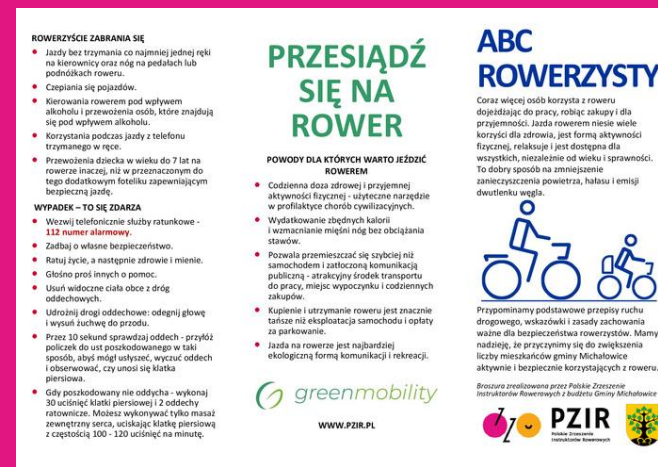 ROWERZYŚCIE ZABRANIA SIĘ
Jazdy bez trzymania co najmniej jednej ręki
na kierownicy oraz nóg na pedałach lub
podnóżkach roweru.
Czepiania się pojazdów.
Kierowania rowerem pod wpływem
alkoholu i przewożenia osób, które znajdują
się pod wpływem alkoholu.
Korzystania podczas jazdy z telefonu
trzymanego w ręce.
Przewożenia dziecka w wieku do 7 lat na
rowerze inaczej, niż w przeznaczonym do
tego dodatkowym foteliku zapewniającym
bezpieczną jazdę.
WYPADEK – TO SIĘ ZDARZA
Wezwij telefonicznie służby ratunkowe -
112 numer alarmowy.
Zadbaj o własne bezpieczeństwo.
Ratuj życie, a następnie zdrowie i mienie.
Głośno proś innych o pomoc.
Usuń widoczne ciała obce z dróg
oddechowych.
Udrożnij drogi oddechowe: odegnij głowę
i wysuń żuchwę do przodu.
Przez 10 sekund sprawdzaj oddech - przyłóż
policzek do ust poszkodowanego w taki
sposób, abyś mógł usłyszeć, wyczuć oddech
i obserwować, czy unosi się klatka
piersiowa.
Gdy poszkodowany nie oddycha - wykonaj
30 uciśnięć klatki piersiowej i 2 oddechy
ratownicze. Możesz wykonywać tylko masaż
zewnętrzny serca, uciskając klatkę piersiową
z częstością 100 - 120 uciśnięć na minutę.
PRZESIĄDŹ
SIĘ NA
ROWER
POWODY DLA KTÓRYCH WARTO JEŹDZIĆ
ROWEREM
Codzienna doza zdrowej i przyjemnej
aktywności fizycznej - użyteczne narzędzie
w profilaktyce chorób cywilizacyjnych.
Wydatkowanie zbędnych kalorii
i wzmacnianie mięśni nóg bez obciążania
stawów.
Pozwala przemieszczać się szybciej niż
samochodem i zatłoczoną komunikacją
publiczną - atrakcyjny środek transportu
do pracy, miejsc wypoczynku i codziennych
zakupów.
Kupienie i utrzymanie roweru jest znacznie
tańsze niż eksploatacja samochodu i opłaty
za parkowanie.
Jazda na rowerze jest najbardziej
ekologiczną formą komunikacji i rekreacji.
greenmobility
WWW.PZIR.PL
ABC
ROWERZYSTY
Coraz więcej osób korzysta z roweru
dojeżdżając do pracy, robiąc zakupy i dla
przyjemności. Jazda rowerem niesie wiele
korzyści dla zdrowia, jest formą aktywności
fizycznej, relaksuje i jest dostępna dla
wszystkich, niezależnie od wieku i sprawności.
To dobry sposób na zmniejszenie
zanieczyszczenia powietrza, hałasu i emisji
dwutlenku węgla.
Przypominamy podstawowe przepisy ruchu
drogowego, wskazówki i zasady zachowania
ważne dla bezpieczeństwa rowerzystów. Mamy
nadzieję, że przyczynimy się do zwiększenia
liczby mieszkańców gminy Michałowice
aktywnie i bezpiecznie korzystających z roweru.
Broszura zrealizowana przez Polskie Zrzeszenie
Instruktorów Rowerowych z budżetu Gminy Michałowice
PZIR
Polskie Zrzeszenie
Instruktorów Rowerowych